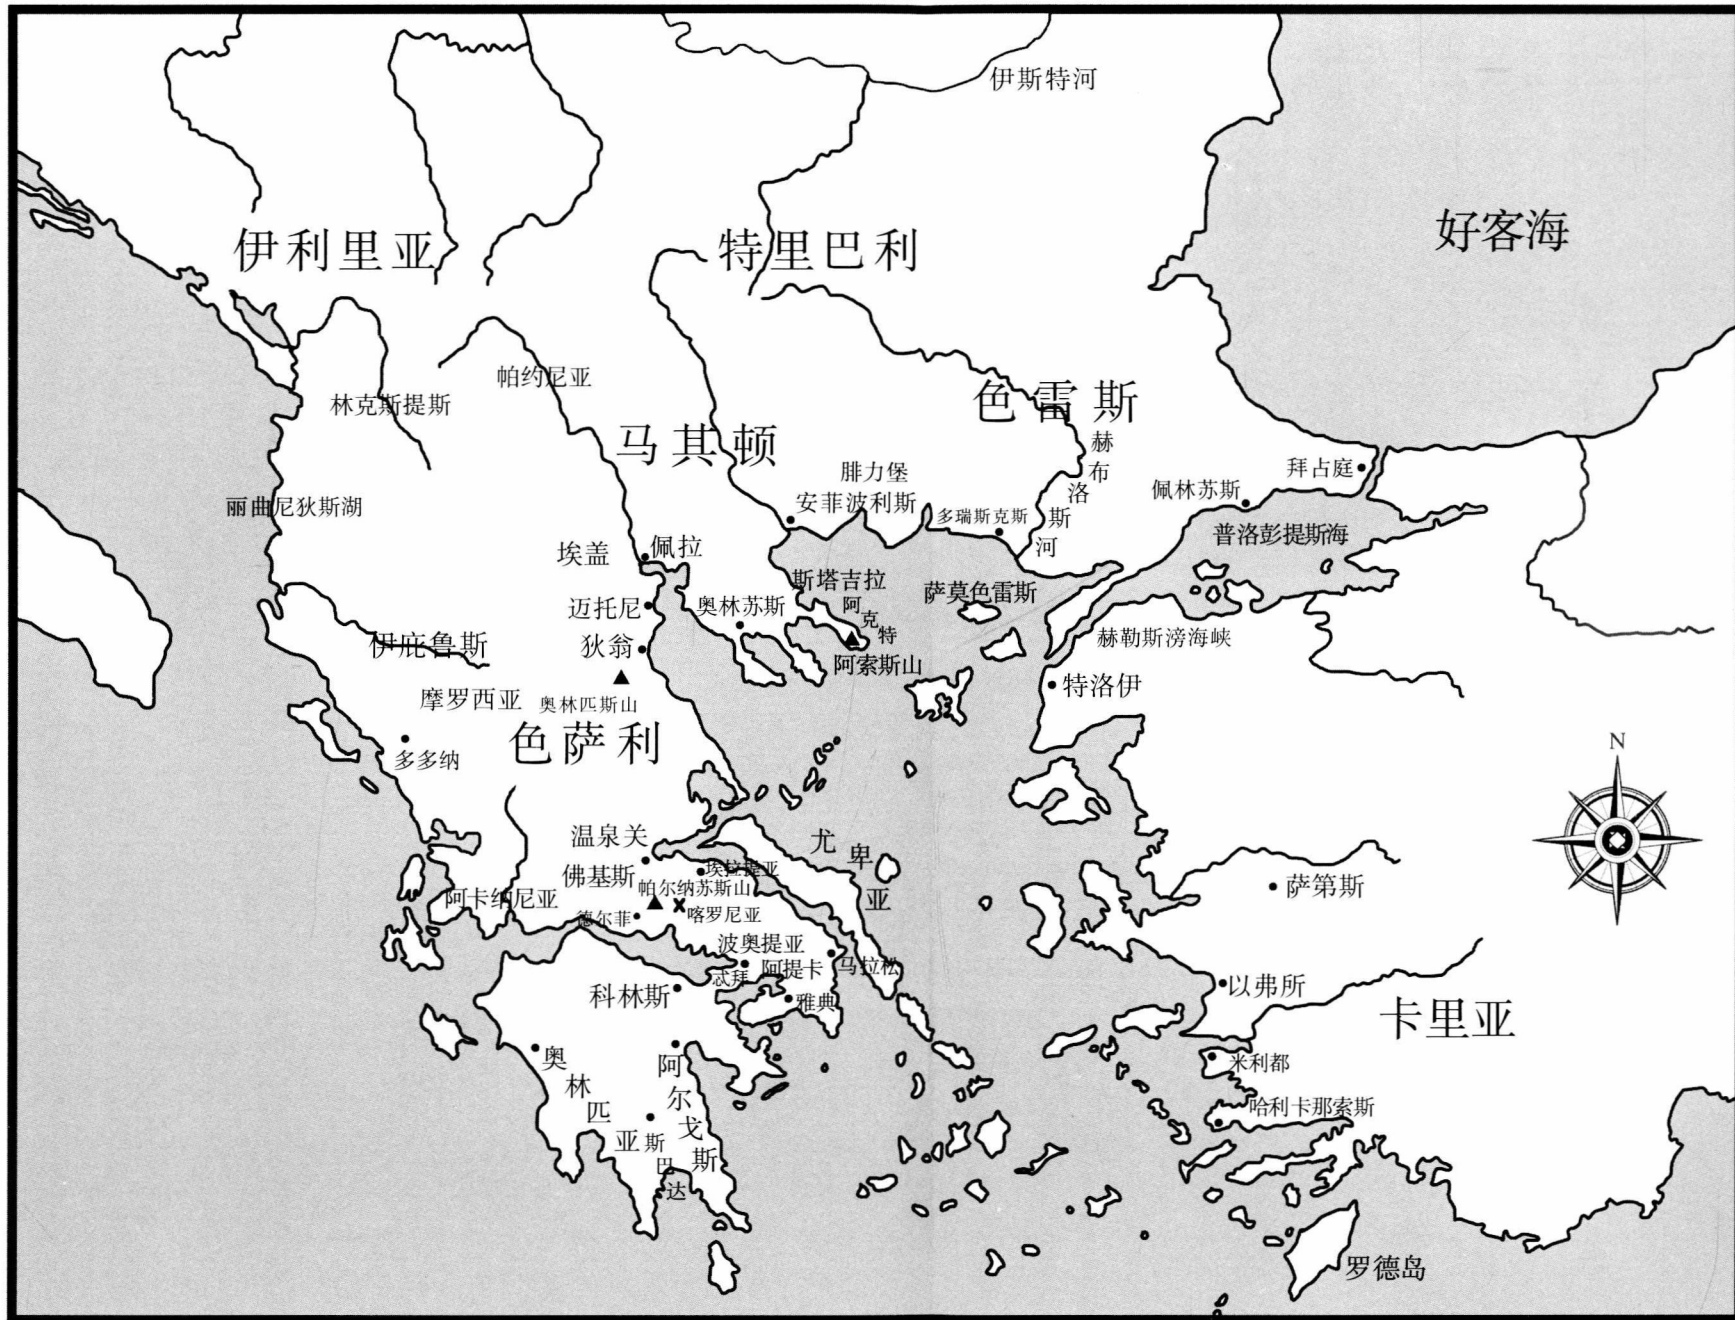 伊斯特河
好客海
伊利里亚
特里巴利
帕约尼亚
林克斯提斯
色雷斯
马其顿
赫布洛斯河
腓力堡
拜占庭
佩林苏斯
安菲波利斯
丽曲尼狄斯湖
多瑞斯克斯
普洛彭提斯海
埃盖
佩拉
斯塔吉拉
萨莫色雷斯
迈托尼
奥林苏斯
阿克特
赫勒斯滂海峡
伊庇鲁斯
狄翁
阿索斯山
特洛伊
摩罗西亚
奥林匹斯山
色萨利
N
多多纳
温泉关
尤卑亚
佛基斯
埃拉提亚
帕尔纳苏斯山
萨第斯
阿卡纳尼亚
德尔菲
喀罗尼亚
波奥提亚
忒拜
阿提卡
马拉松
科林斯
雅典
以弗所
卡里亚
奥林匹亚
阿尔戈斯
米利都
哈利卡那索斯
斯巴达
罗德岛